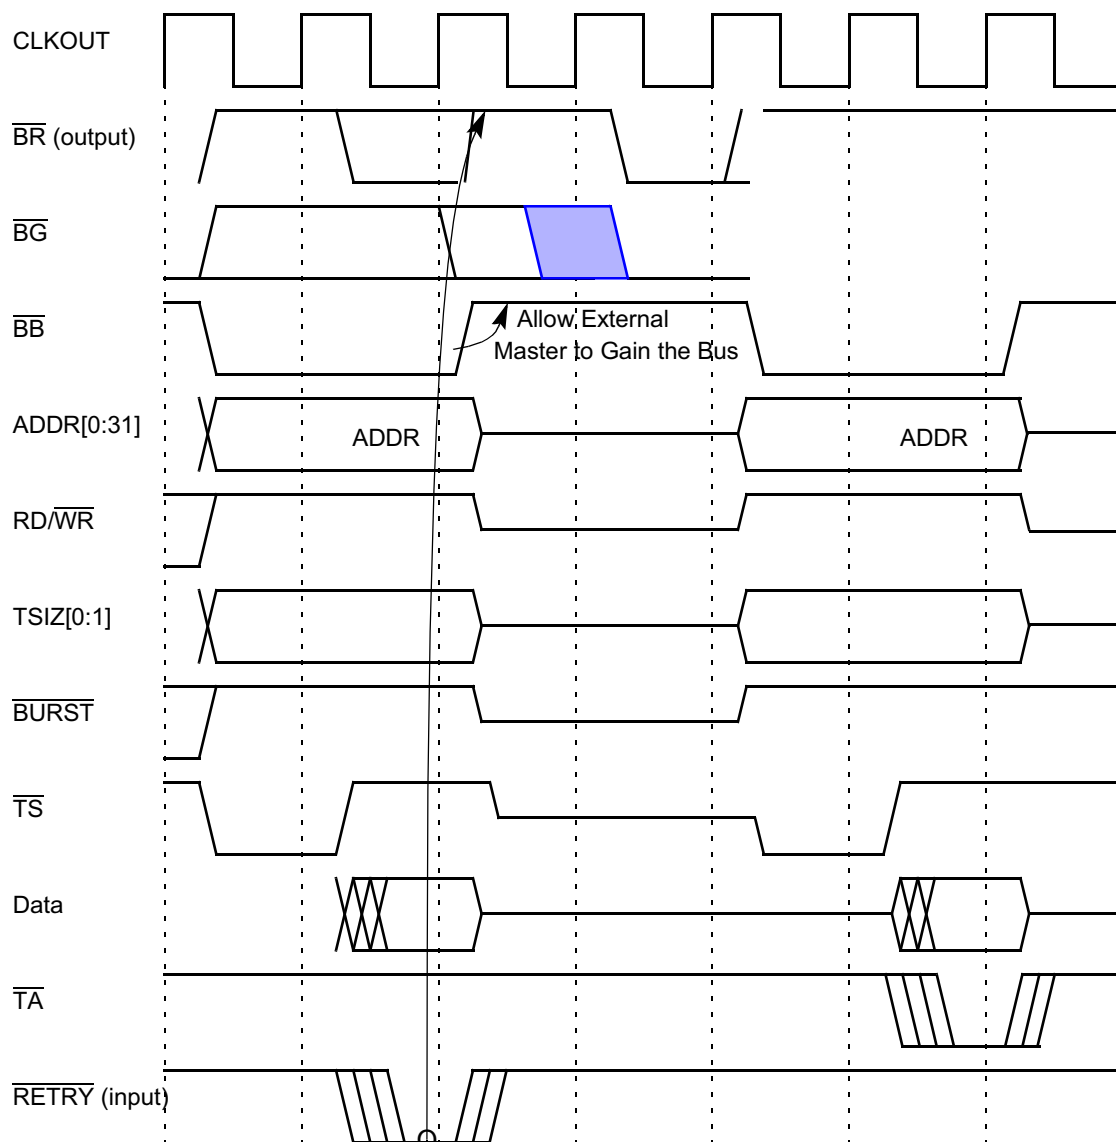 CLKOUT
BR (output)
BG
BB
Allow External
Master to Gain the Bus
ADDR[0:31]
ADDR
ADDR
RD/WR
TSIZ[0:1]
BURST
TS
Data
TA
RETRY (input)